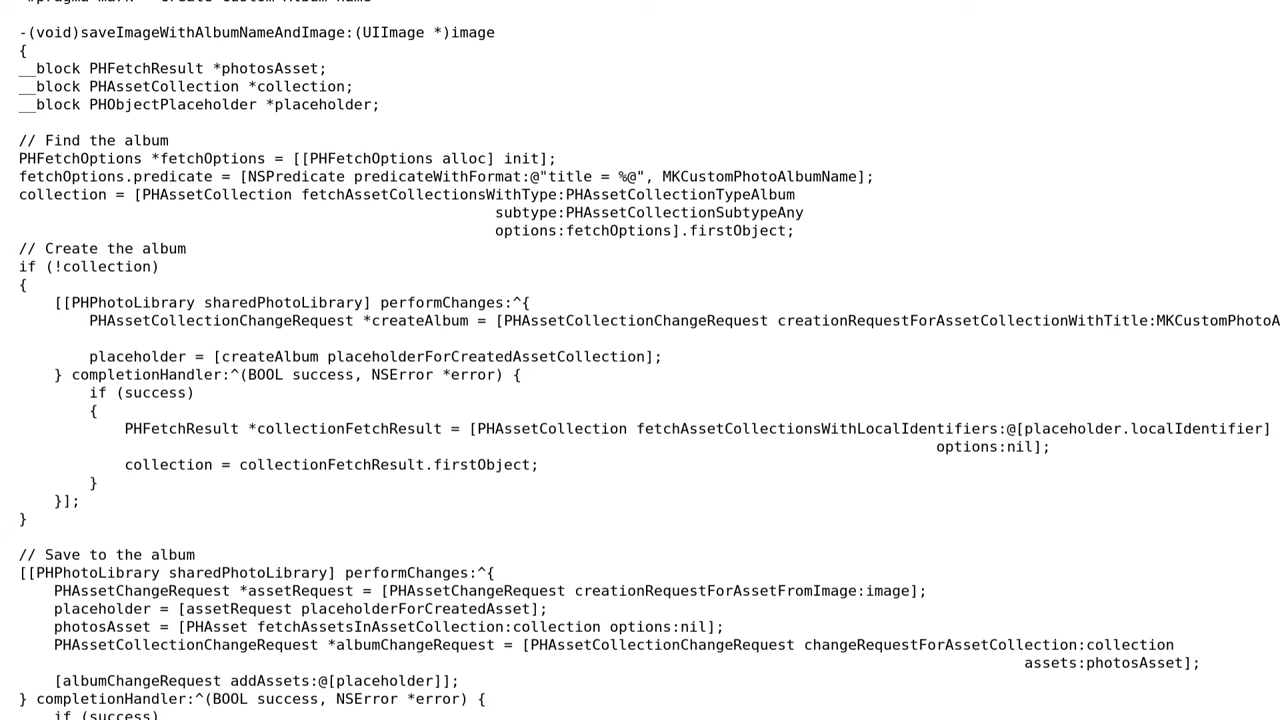 -(void)saveImageWithAlbumNameAndImage:(UIImage *)image
{
__block PHFetchResult *photosAsset;
__block PHAssetCollection *collection;
__block PHObjectPlaceholder *placeholder;

// Find the album
PHFetchOptions *fetchOptions = [[PHFetchOptions alloc] init];
fetchOptions.predicate = [NSPredicate predicateWithFormat:@"title = %@", MKCustomPhotoAlbumName];
collection = [PHAssetCollection fetchAssetCollectionsWithType:PHAssetCollectionTypeAlbum
                                                      subtype:PHAssetCollectionSubtypeAny
                                                      options:fetchOptions].firstObject;
// Create the album
if (!collection)
{
    [[PHPhotoLibrary sharedPhotoLibrary] performChanges:^{
        PHAssetCollectionChangeRequest *createAlbum = [PHAssetCollectionChangeRequest creationRequestForAssetCollectionWithTitle:MKCustomPhotoA

        placeholder = [createAlbum placeholderForCreatedAssetCollection];
    } completionHandler:^(BOOL success, NSError *error) {
        if (success)
        {
            PHFetchResult *collectionFetchResult = [PHAssetCollection fetchAssetCollectionsWithLocalIdentifiers:@[placeholder.localIdentifier]
                                                                                                        options:nil];
            collection = collectionFetchResult.firstObject;
        }
    }];
}

// Save to the album
[[PHPhotoLibrary sharedPhotoLibrary] performChanges:^{
    PHAssetChangeRequest *assetRequest = [PHAssetChangeRequest creationRequestForAssetFromImage:image];
    placeholder = [assetRequest placeholderForCreatedAsset];
    photosAsset = [PHAsset fetchAssetsInAssetCollection:collection options:nil];
    PHAssetCollectionChangeRequest *albumChangeRequest = [PHAssetCollectionChangeRequest changeRequestForAssetCollection:collection
                                                                                                                  assets:photosAsset];
    [albumChangeRequest addAssets:@[placeholder]];
} completionHandler:^(BOOL success, NSError *error) {
    if (success)